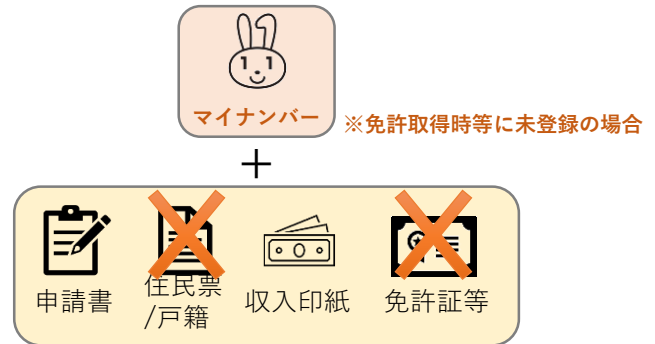 マイナンバー
※免許取得時等に未登録の場合
+
申請書
住民票
/戸籍
収入印紙
免許証等